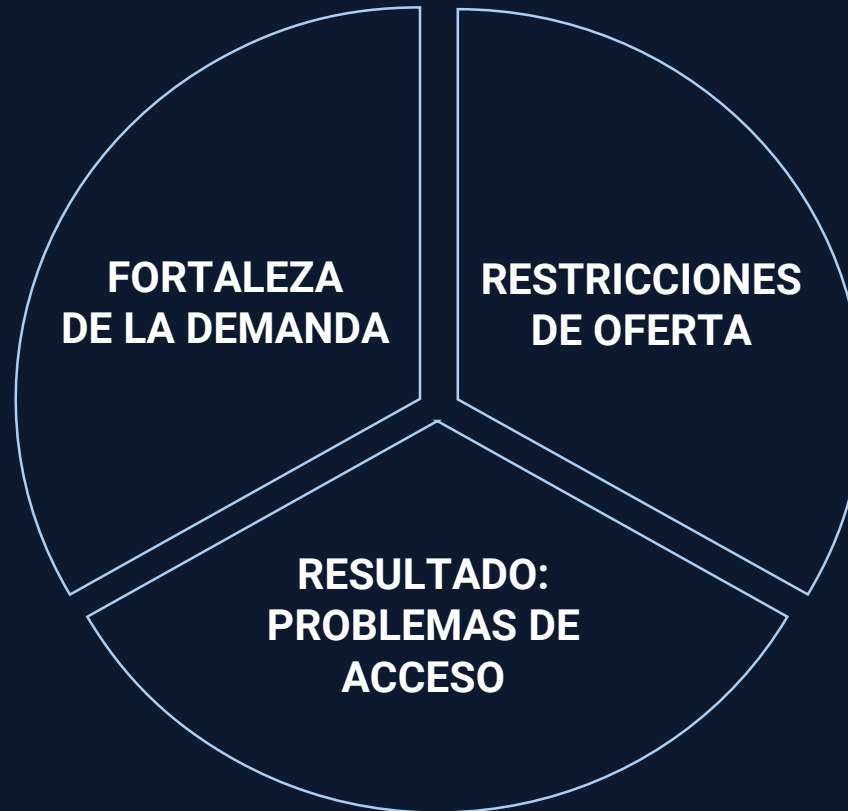 FORTALEZA
DE LA DEMANDA
RESTRICCIONES
DE OFERTA
RESULTADO:
PROBLEMAS DE
ACCESO